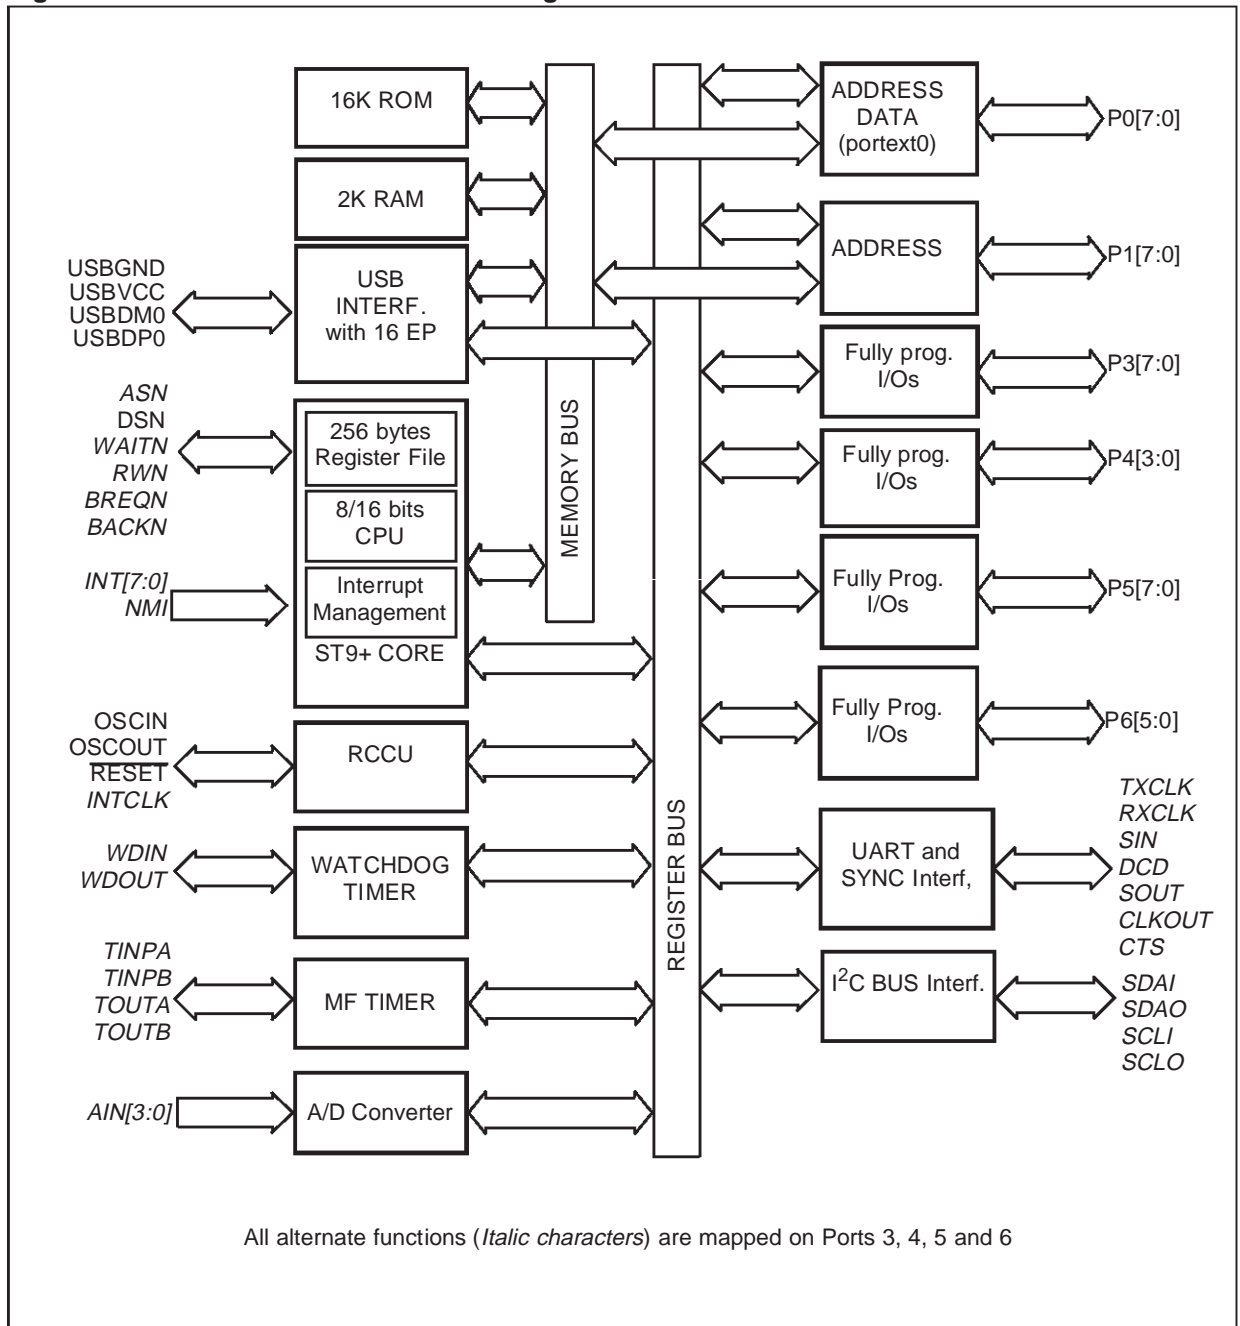 16K ROM
2K RAM
USBGND
USBVCC
USBDM0
USBDP0
USB
INTERF.
with 16 EP
ASN
DSN
WAITN
RWN
BREQN
BACKN
INT[7:0]
NMI
256 bytes
Register File
8/16 bits
CPU
Interrupt
Management
ST9+ CORE
OSCIN
OSCOUT
RESET
INTCLK
RCCU
WDIN
WDOUT
WATCHDOG
TIMER
TINPA
TINPB
TOUTA
TOUTB
MF TIMER
AIN[3:0]
A/D Converter
MEMORY BUS
REGISTER BUS
ADDRESS
DATA
(portext0)
P0[7:0]
ADDRESS
P1[7:0]
Fully prog.
I/Os
P3[7:0]
Fully prog.
I/Os
P4[3:0]
Fully Prog.
I/Os
P5[7:0]
Fully Prog.
I/Os
P6[5:0]
UART and
SYNC Interf,
TXCLK
RXCLK
SIN
DCD
SOUT
CLKOUT
CTS
I²C BUS Interf.
SDAI
SDAO
SCLI
SCLO
All alternate functions (Italic characters) are mapped on Ports 3, 4, 5 and 6